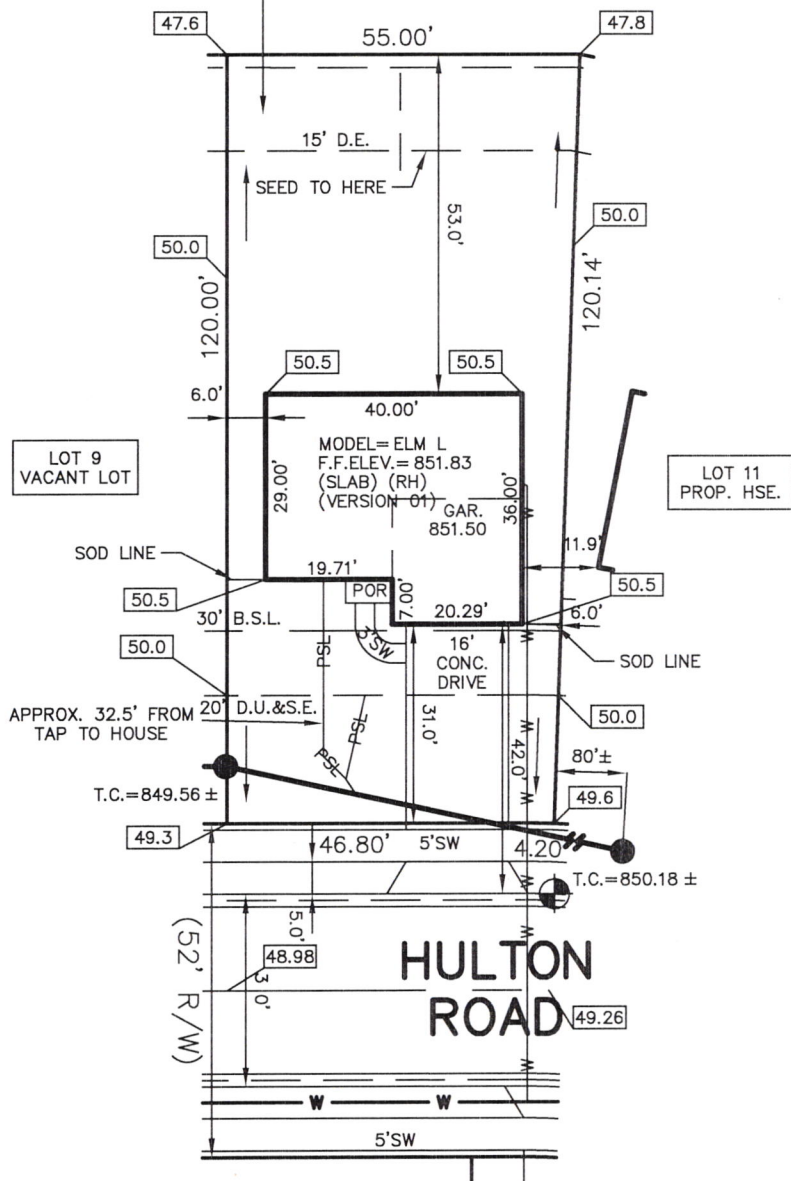 47.6
55.00'
47.8
15' D.E.
SEED TO HERE
53.0'
50.0
50.0
120.00'
120.14'
50.5
50.5
6.0'
40.00'
LOT 9
VACANT LOT
MODEL= ELM L
F.F.ELEV.= 851.83
(SLAB) (RH)
(VERSION 01)
GAR.
851.50
29.00'
36.00'
LOT 11
PROP. HSE.
W
11.9'
SOD LINE
19.71'
POR
7.00'
20.29'
50.5
50.5
6.0'
30' B.S.L.
W
PSL
3'SW
16'
CONC.
DRIVE
SOD LINE
50.0
50.0
APPROX. 32.5' FROM
TAP TO HOUSE
20' D.U.&S.E.
PSL
PSL
31.0'
W
42.0'
80'±
T.C.=849.56 ±
W
49.6
49.3
46.80'
5'SW
W
4.20
T.C.=850.18 ±
W
5.0'
(52' R/W)
48.98
W
HULTON
ROAD
49.26
W
W
W
W
5'SW